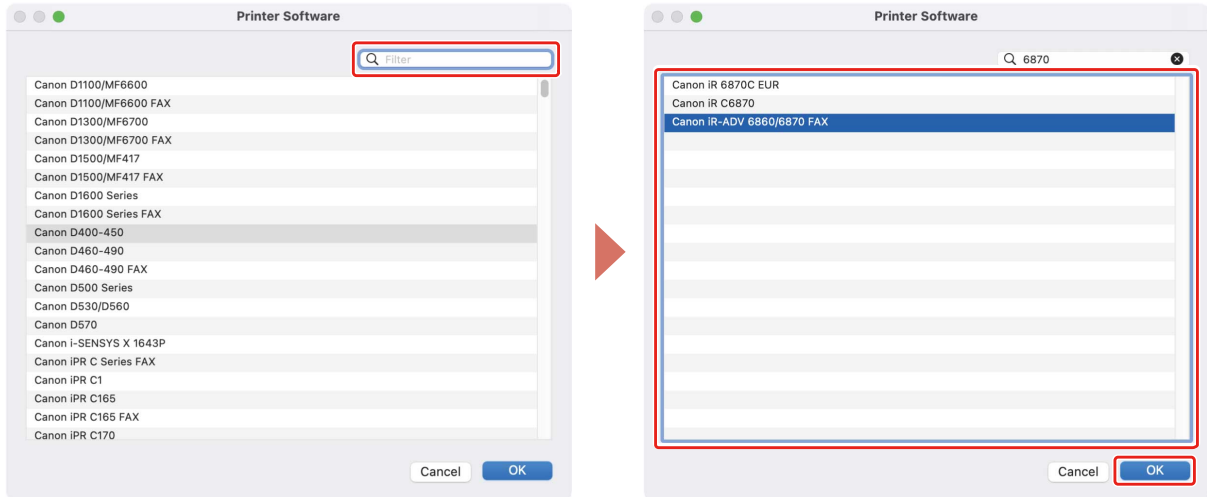 Printer Software
Filter
Canon D1100/MF6600
Canon D1100/MF6600 FAX
Canon D1300/MF6700
Canon D1300/MF6700 FAX
Canon D1500/MF417
Canon D1500/MF417 FAX
Canon D1600 Series
Canon D1600 Series FAX
Canon D400-450
Canon D460-490
Canon D460-490 FAX
Canon D500 Series
Canon D530/D560
Canon D570
Canon i-SENSYS X 1643P
Canon iPR C Series FAX
Canon iPR C1
Canon iPR C165
Canon iPR C165 FAX
Canon iPR C170
Cancel OK
Printer Software
6870
Canon iR 6870C EUR
Canon iR C6870
Canon iR-ADV 6860/6870 FAX
Cancel OK